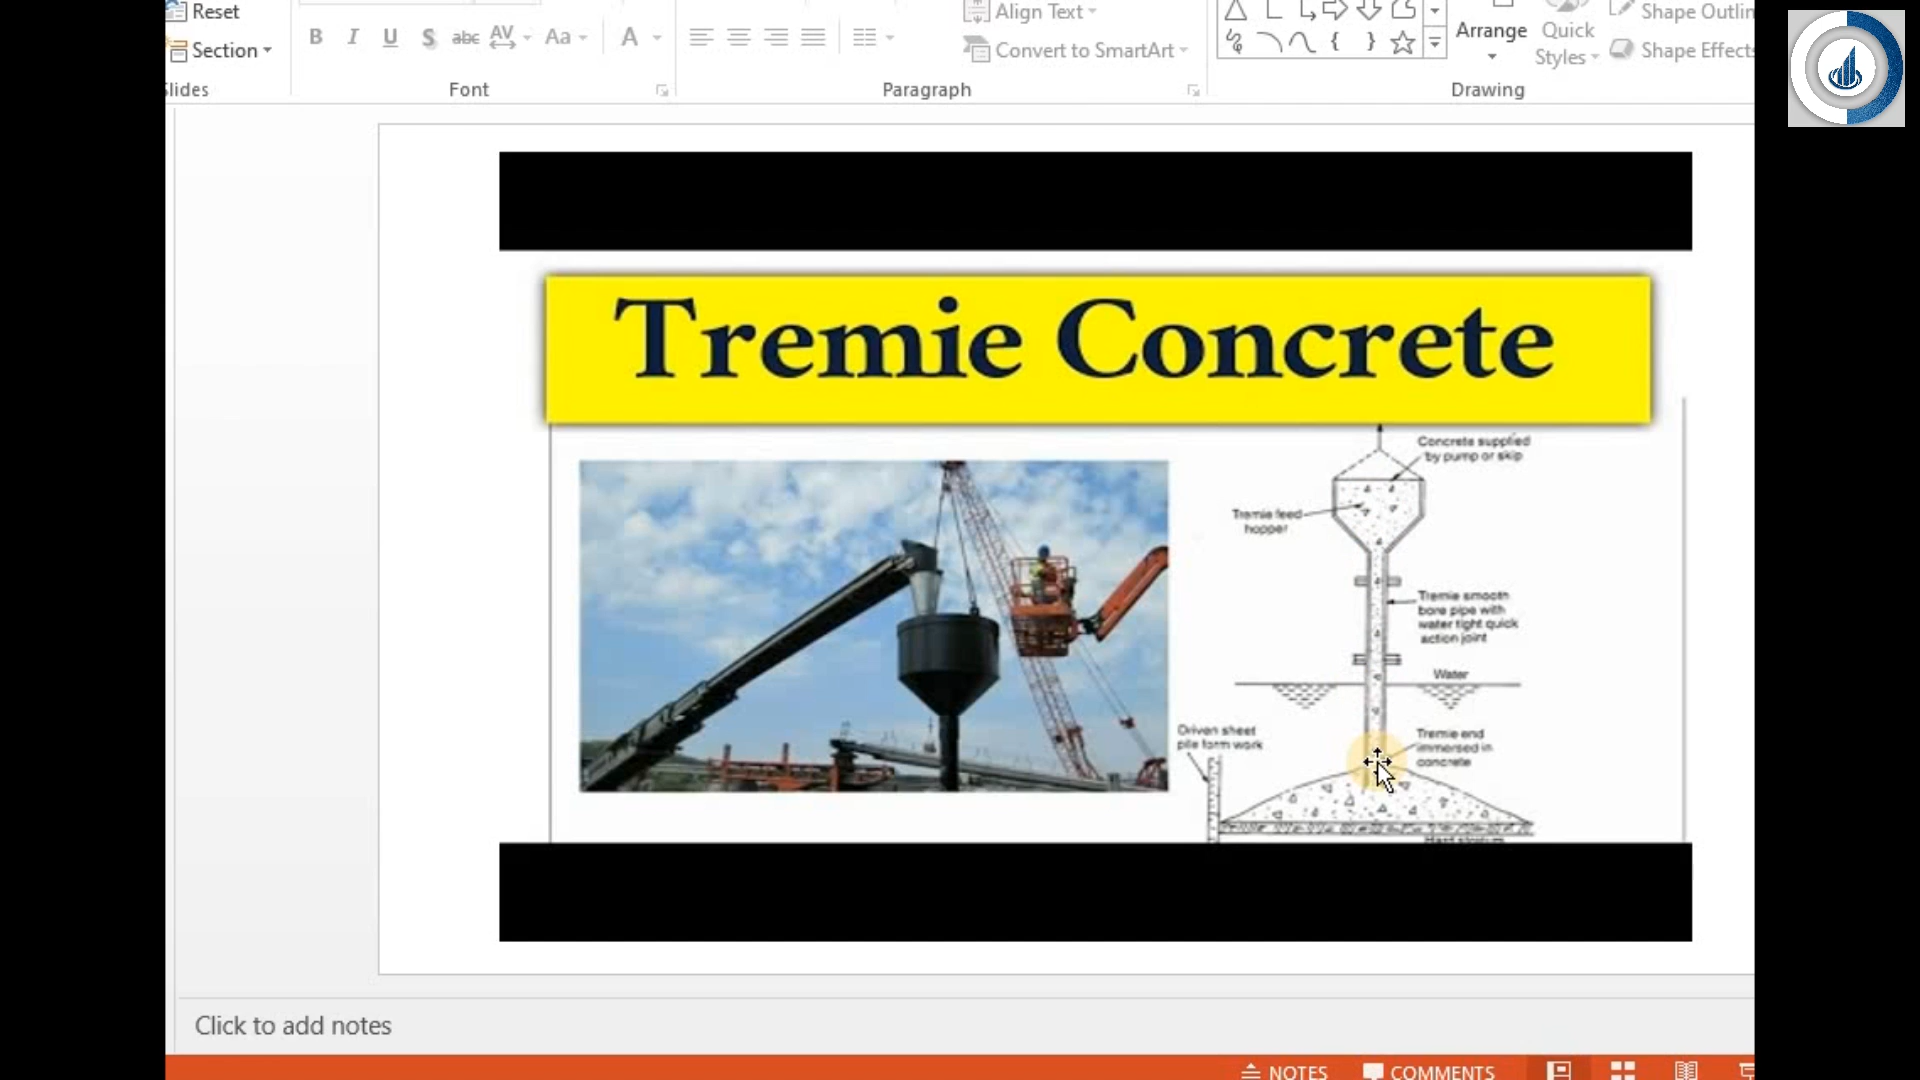 Reset
Section
Slides
B I U S abc AV Aa A
Font
Align Text
Convert to SmartArt
Paragraph
Arrange
Quick
Styles
Shape Outlin
Shape Effects
Drawing
Tremie Concrete
Concrete supplied
by pump or skip
Tremie feed
hopper
Tremie smooth
bore pipe with
water tight quick
action joint
Water
Driven sheet
pile form work
Tremie end
immersed in
concrete
Click to add notes
NOTES COMMENTS